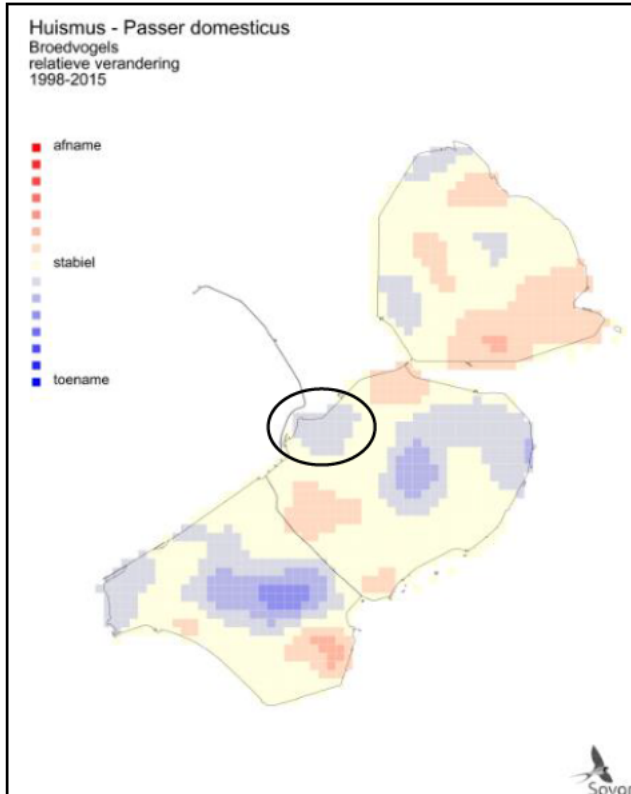 Huismus - Passer domesticus
Broedvogels
relatieve verandering
1998-2015
afname
stabiel
toename
Sovon